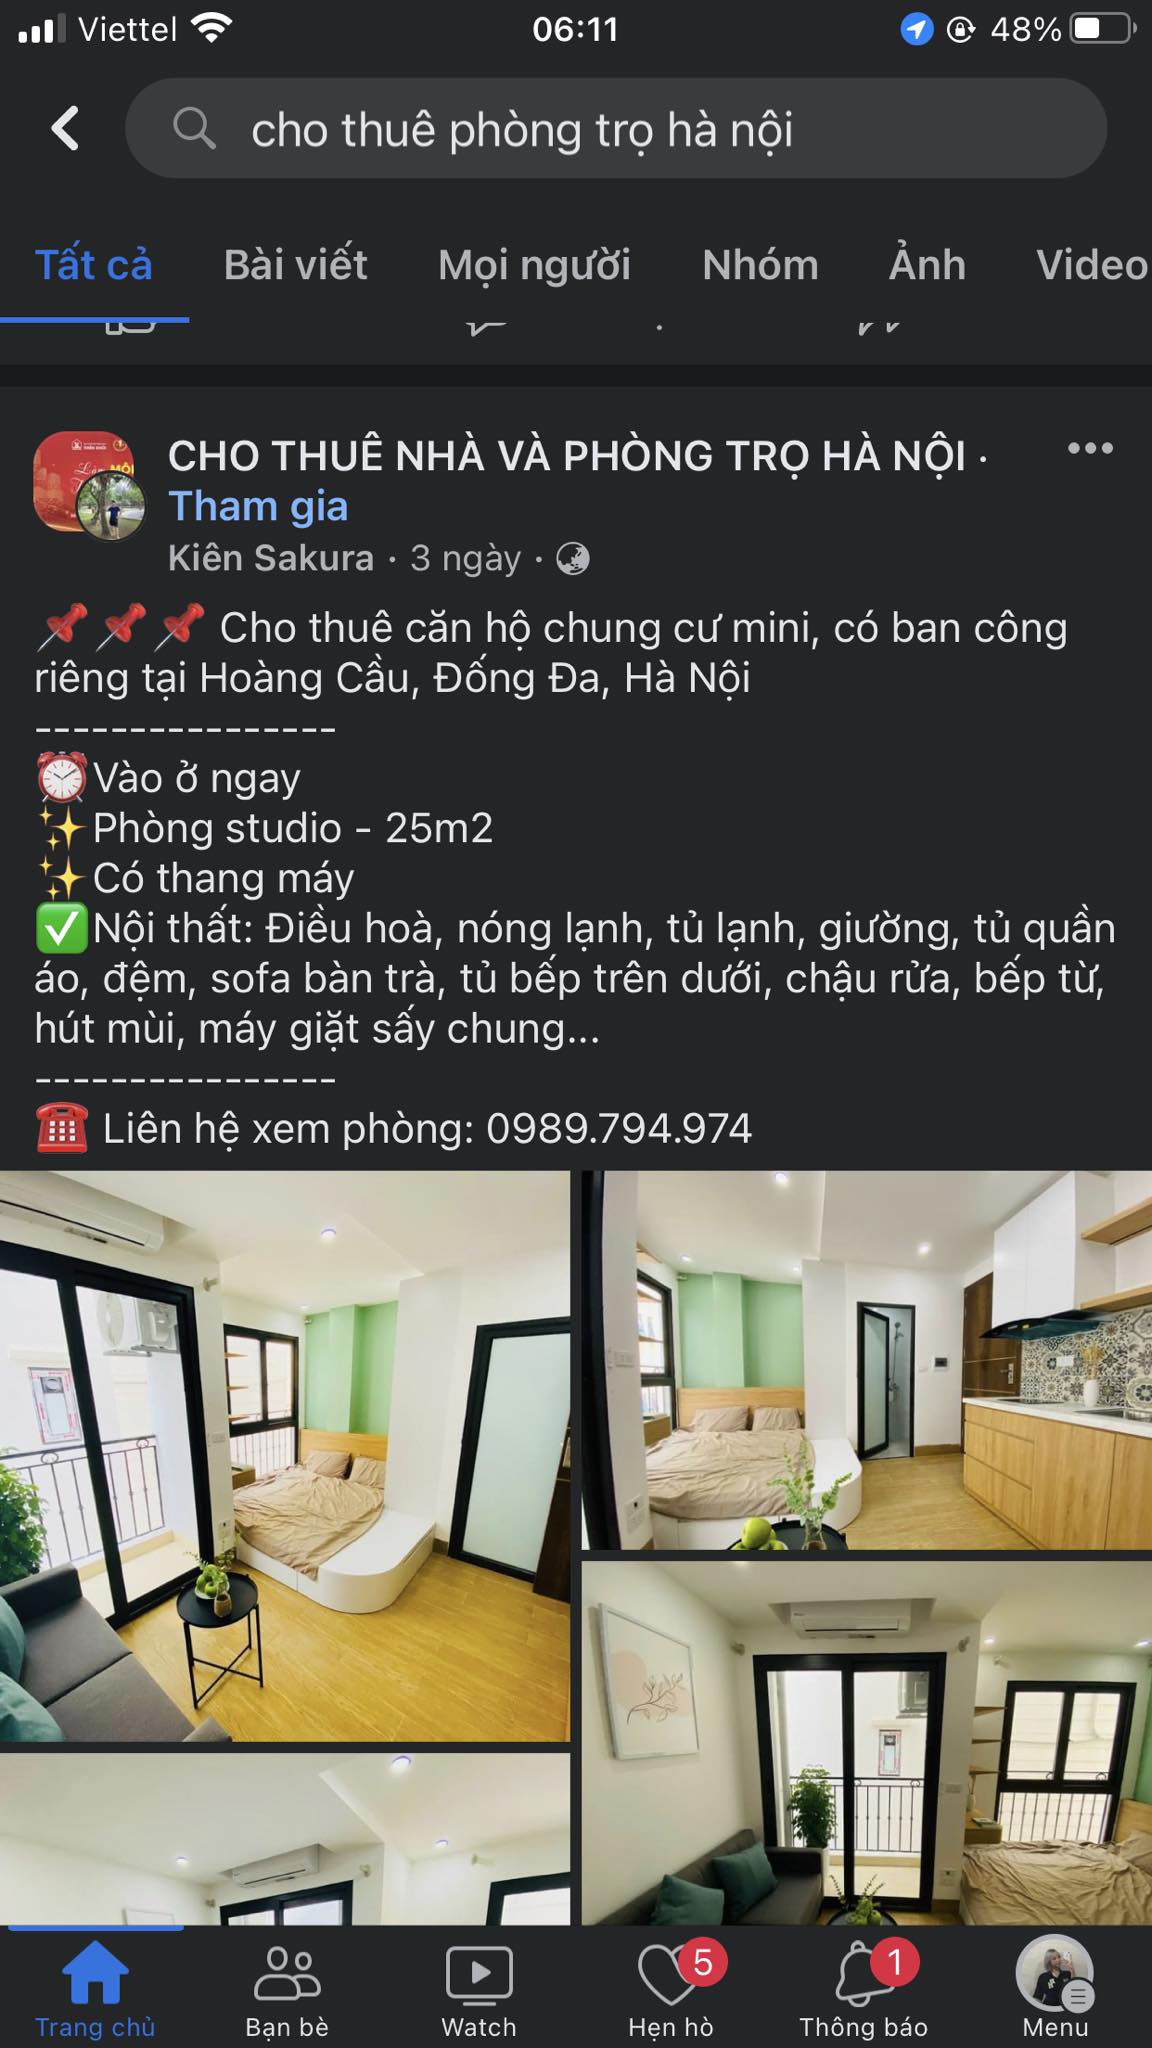 Viettel 06:11 48%
cho thuê phòng trọ hà nội
Tất cả Bài viết Mọi người Nhóm Ảnh Video
CHO THUÊ NHÀ VÀ PHÒNG TRỌ HÀ NỘI ·
Tham gia
Kiên Sakura · 3 ngày ·
📌📌📌 Cho thuê căn hộ chung cư mini, có ban công
riêng tại Hoàng Cầu, Đống Đa, Hà Nội
----------------
⏰Vào ở ngay
✨Phòng studio - 25m2
✨Có thang máy
✅Nội thất: Điều hoà, nóng lạnh, tủ lạnh, giường, tủ quần
áo, đệm, sofa bàn trà, tủ bếp trên dưới, chậu rửa, bếp từ,
hút mùi, máy giặt sấy chung...
----------------
☎️ Liên hệ xem phòng: 0989.794.974
5 1
Trang chủ Bạn bè Watch Hẹn hò Thông báo Menu